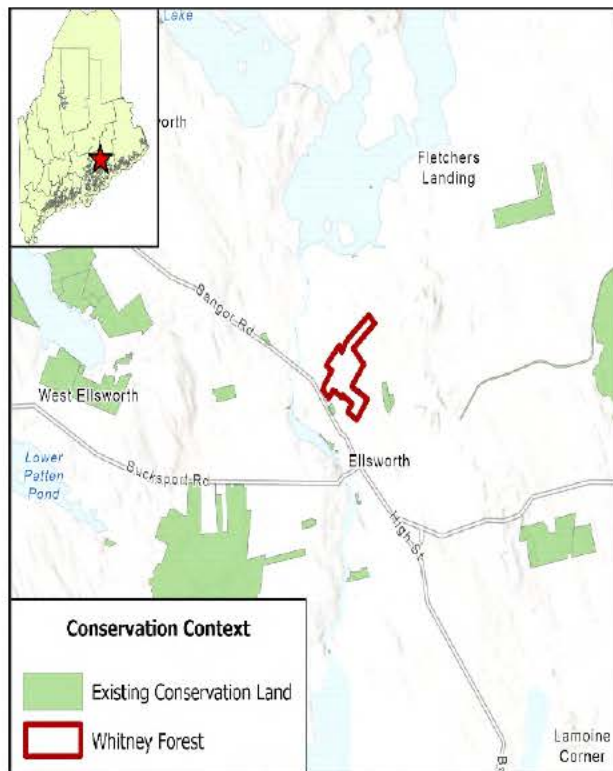 Lake
orth
Fletchers
Landing
Bangor Rd
West Ellsworth
Lower
Patten
Pond
Bucksport Rd
Ellsworth
High St
Conservation Context
Existing Conservation Land
Whitney Forest
Lamoine
Corner
Ba